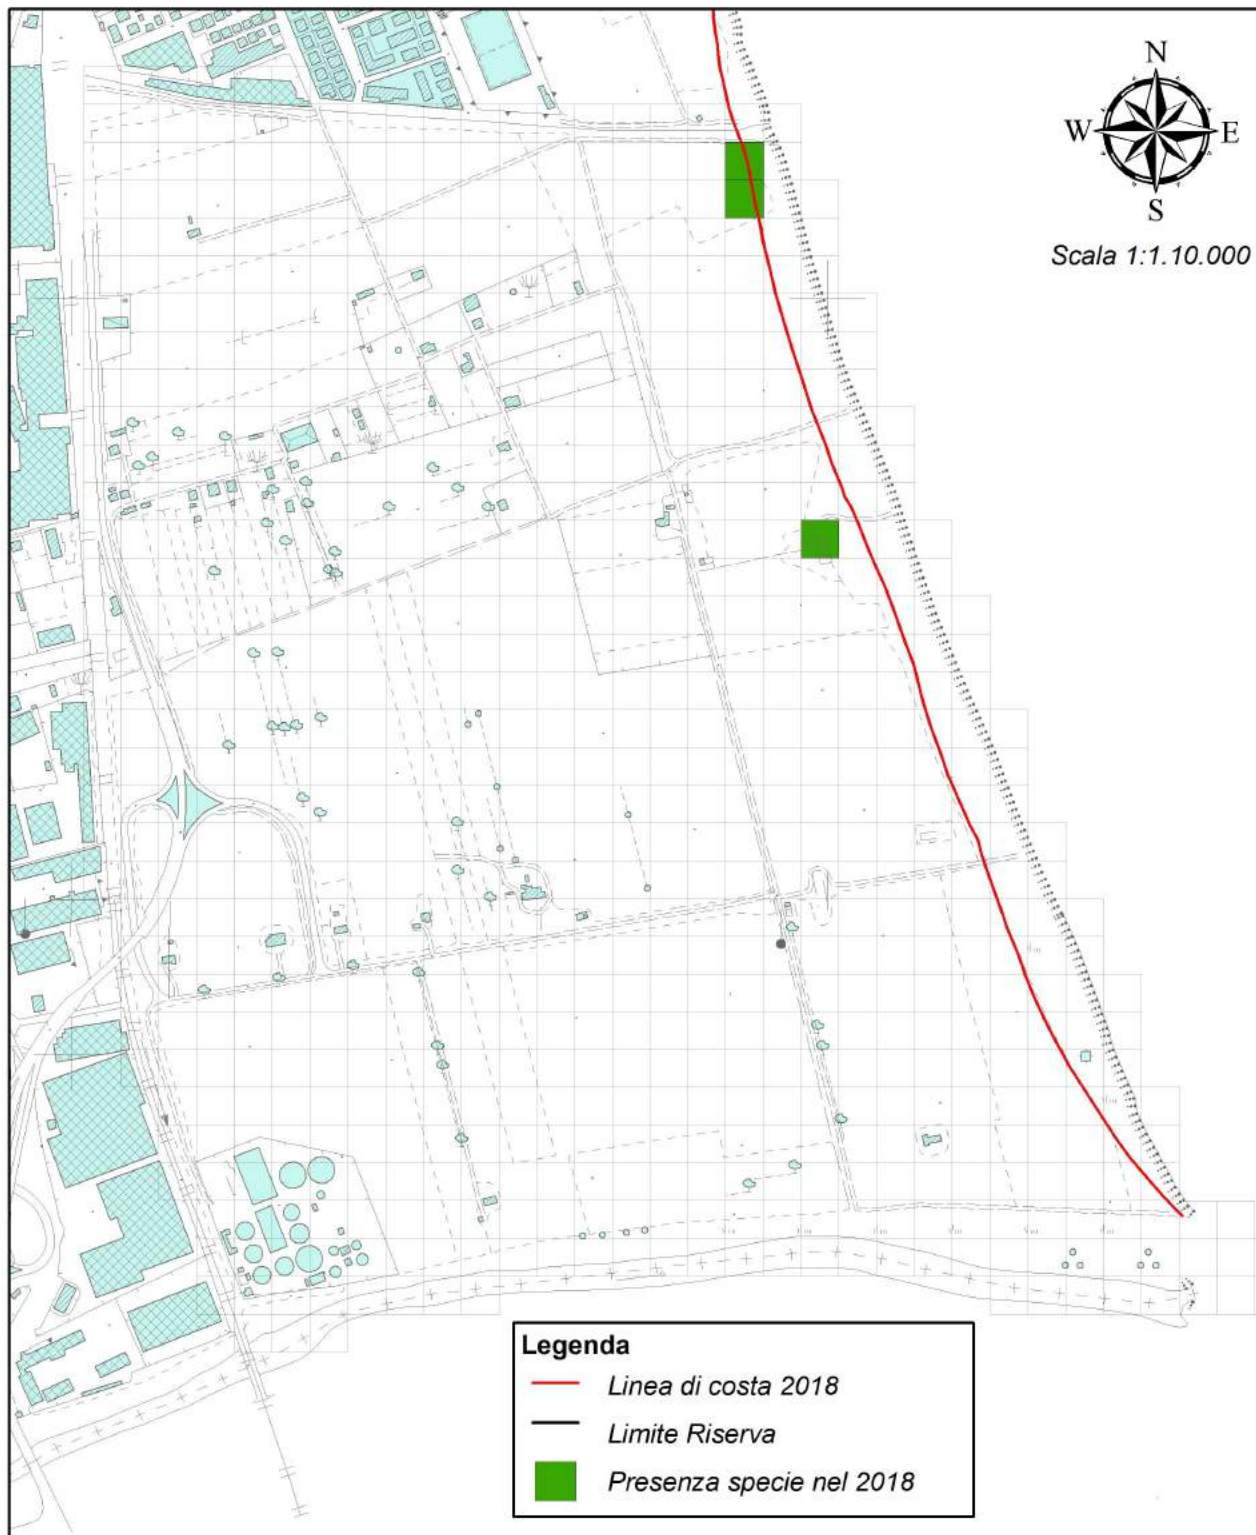 N
W E
S
Scala 1:1.10.000
Legenda
Linea di costa 2018
Limite Riserva
Presenza specie nel 2018